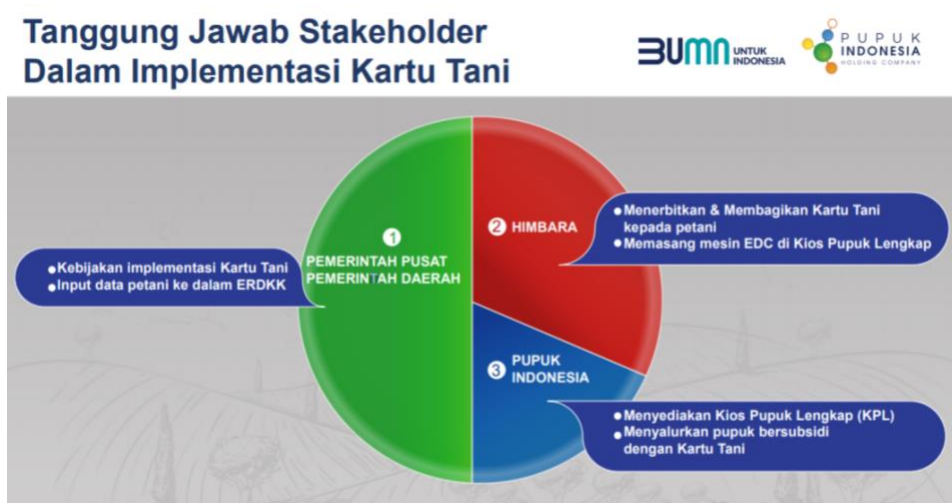 Tanggung Jawab Stakeholder
Dalam Implementasi Kartu Tani
BUMN UNTUK
INDONESIA
PUPUK
INDONESIA
HOLDING COMPANY
1
PEMERINTAH PUSAT
PEMERINTAH DAERAH
Kebijakan implementasi Kartu Tani
Input data petani ke dalam ERDKK
2 HIMBARA
Menerbitkan & Membagikan Kartu Tani
kepada petani
Memasang mesin EDC di Kios Pupuk Lengkap
3 PUPUK
INDONESIA
Menyediakan Kios Pupuk Lengkap (KPL)
Menyalurkan pupuk bersubsidi
dengan Kartu Tani